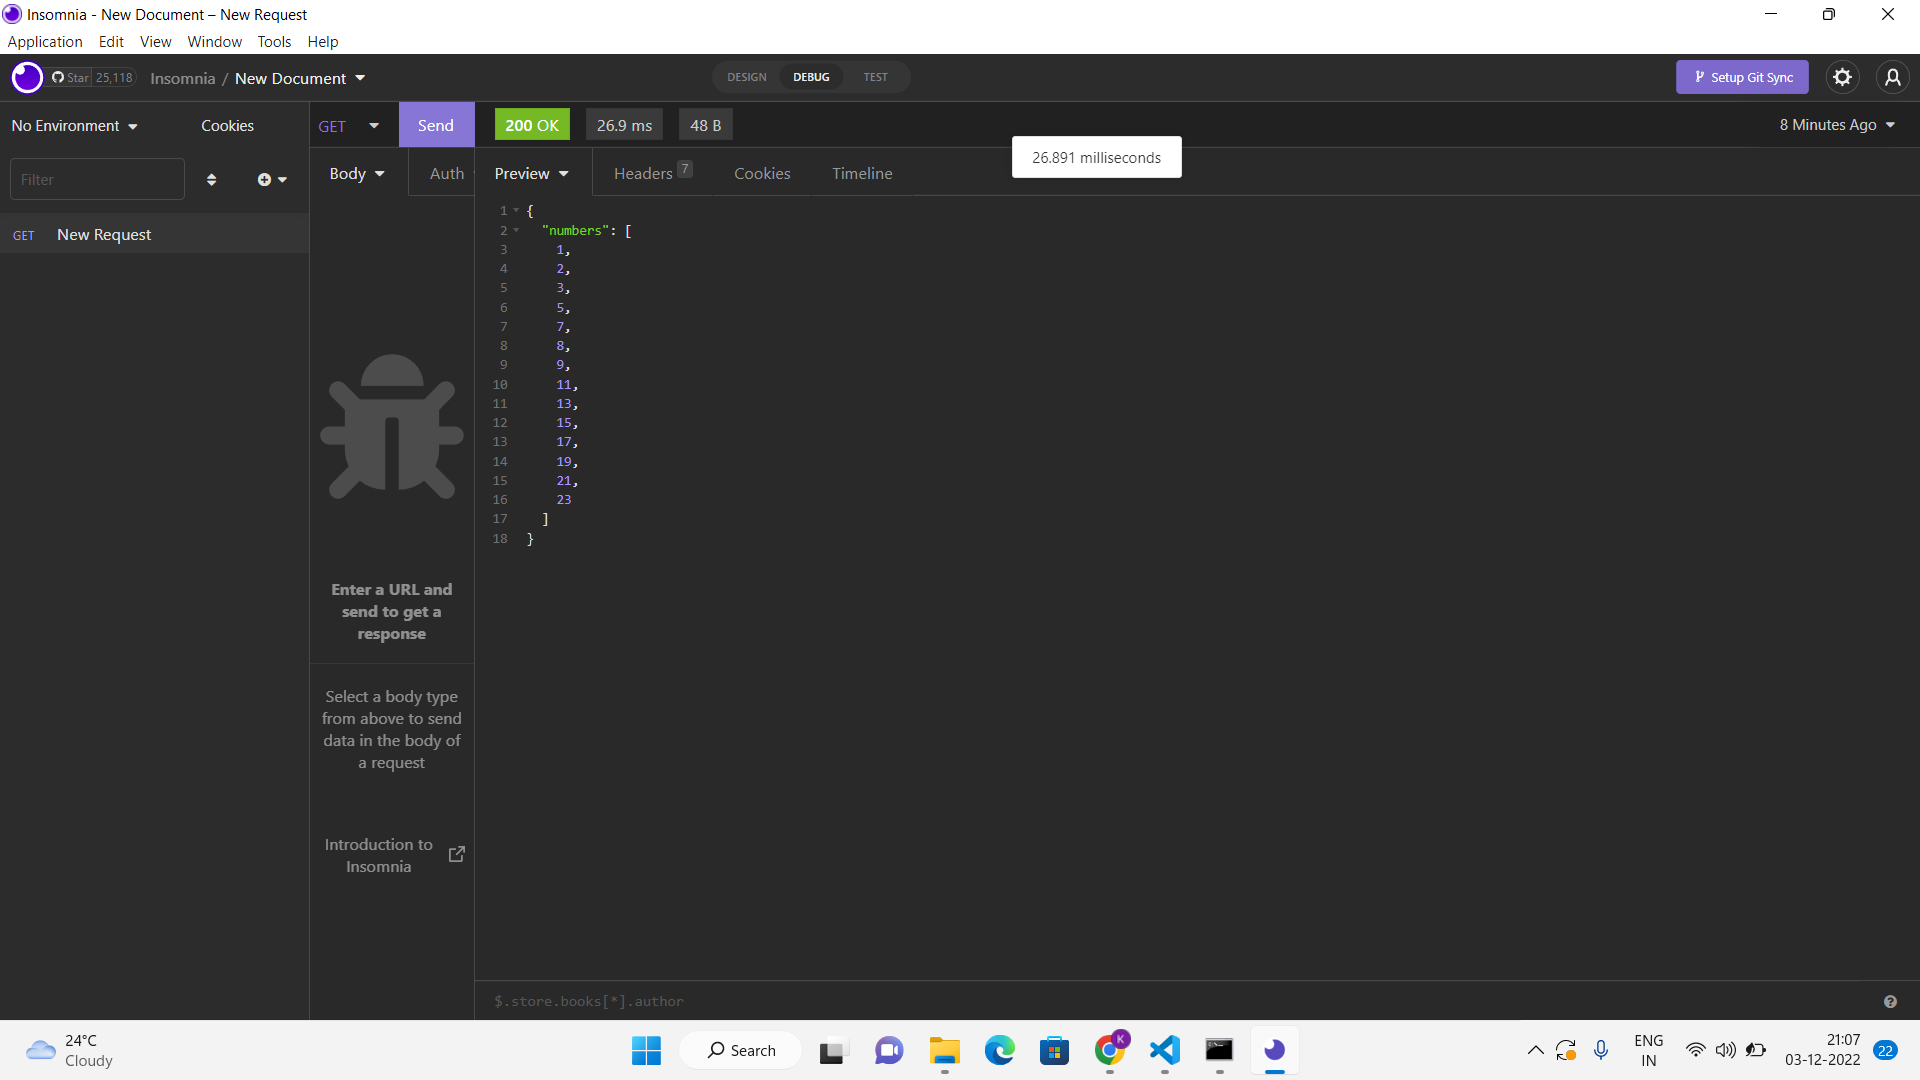 Insomnia - New Document – New Request
Application Edit View Window Tools Help
Star 25,118 Insomnia / New Document DESIGN DEBUG TEST Setup Git Sync
No Environment Cookies GET Send 200 OK 26.9 ms 48 B 8 Minutes Ago
26.891 milliseconds
Filter Body Auth Preview Headers 7 Cookies Timeline
GET New Request
1 {
2 "numbers": [
3 1,
4 2,
5 3,
6 5,
7 7,
8 8,
9 9,
10 11,
11 13,
12 15,
13 17,
14 19,
15 21,
16 23
17 ]
18 }
Enter a URL and
send to get a
response
Select a body type
from above to send
data in the body of
a request
Introduction to
Insomnia
$.store.books[*].author
24°C
Cloudy
Search
K
ENG
IN
21:07
03-12-2022
22